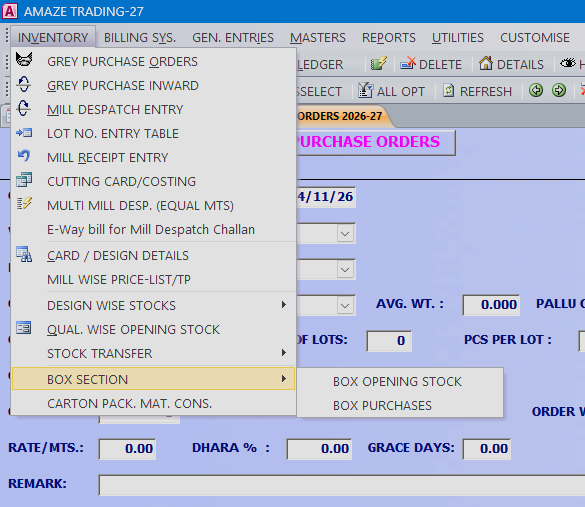 AMAZE TRADING-27
INVENTORY BILLING SYS. GEN. ENTRIES MASTERS REPORTS UTILITIES CUSTOMISE
GREY PURCHASE ORDERS LEDGER DELETE DETAILS
GREY PURCHASE INWARD SELECT ALL OPT REFRESH
MILL DESPATCH ENTRY ORDERS 2026-27
LOT NO. ENTRY TABLE PURCHASE ORDERS
MILL RECEIPT ENTRY
CUTTING CARD/COSTING 4/11/26
MULTI MILL DESP. (EQUAL MTS)
E-Way bill for Mill Despatch Challan
CARD / DESIGN DETAILS
MILL WISE PRICE-LIST/TP
DESIGN WISE STOCKS AVG. WT. : 0.000 PALLU
QUAL. WISE OPENING STOCK OF LOTS: 0 PCS PER LOT :
STOCK TRANSFER
BOX SECTION BOX OPENING STOCK
CARTON PACK. MAT. CONS. BOX PURCHASES ORDER
RATE/MTS.: 0.00 DHARA % : 0.00 GRACE DAYS: 0.00
REMARK: